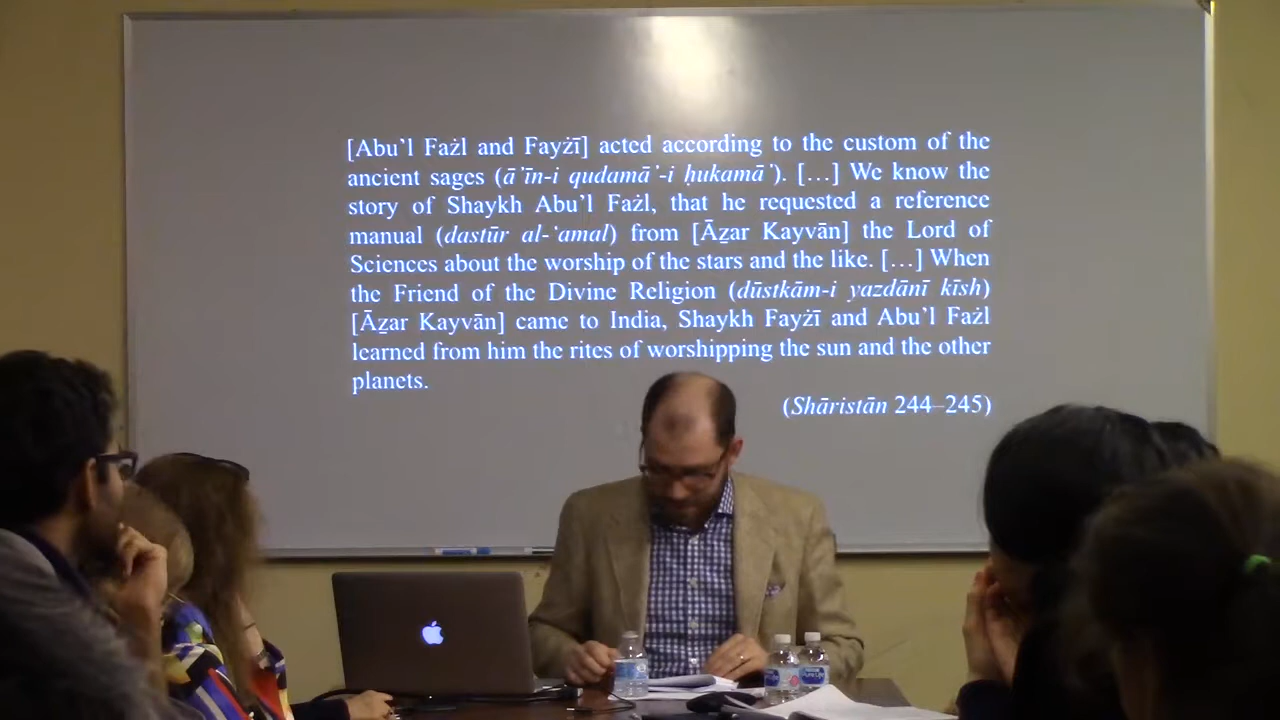 [Abu’l Fażl and Fayżī] acted according to the custom of the
ancient sages (ā’īn-i qudamā’-i ḥukamā’). […] We know the
story of Shaykh Abu’l Fażl, that he requested a reference
manual (dastūr al-‘amal) from [Āẕar Kayvān] the Lord of
Sciences about the worship of the stars and the like. […] When
the Friend of the Divine Religion (dūstkām-i yazdānī kīsh)
[Āẕar Kayvān] came to India, Shaykh Fayżī and Abu’l Fażl
learned from him the rites of worshipping the sun and the other
planets.
(Shāristān 244–245)